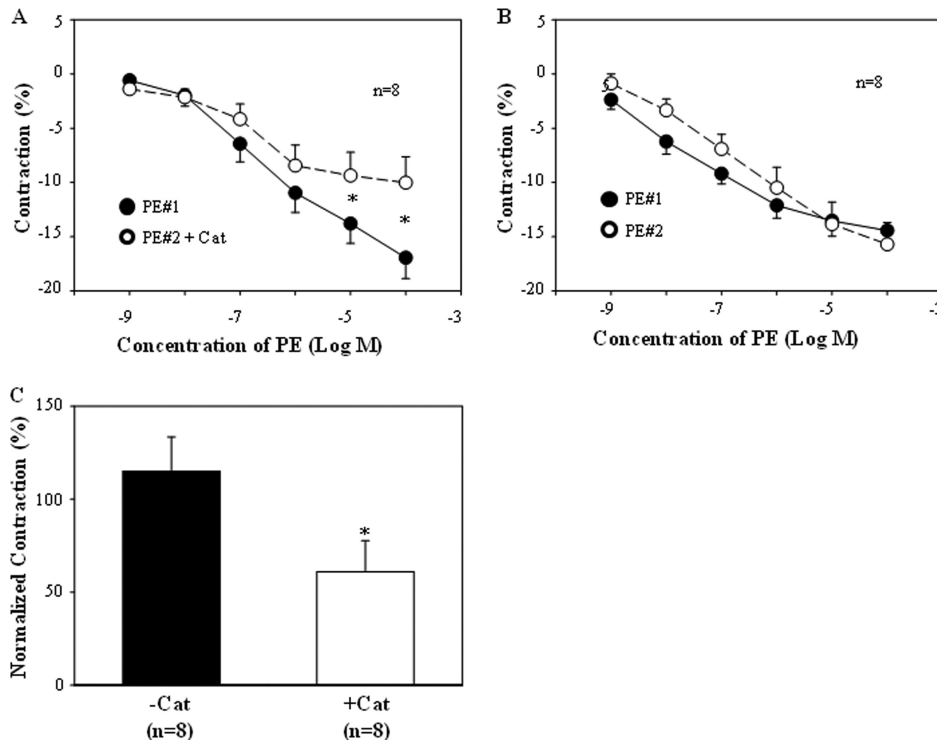 A
5
0
-5
-10
-15
-20
Contraction (%)
n=8
PE#1
PE#2 + Cat
*
*
-9
-7
-5
-3
Concentration of PE (Log M)
B
5
0
-5
-10
-15
-20
Contraction (%)
n=8
PE#1
PE#2
-9
-7
-5
-3
Concentration of PE (Log M)
C
150
100
50
0
Normalized Contraction (%)
*
-Cat
(n=8)
+Cat
(n=8)